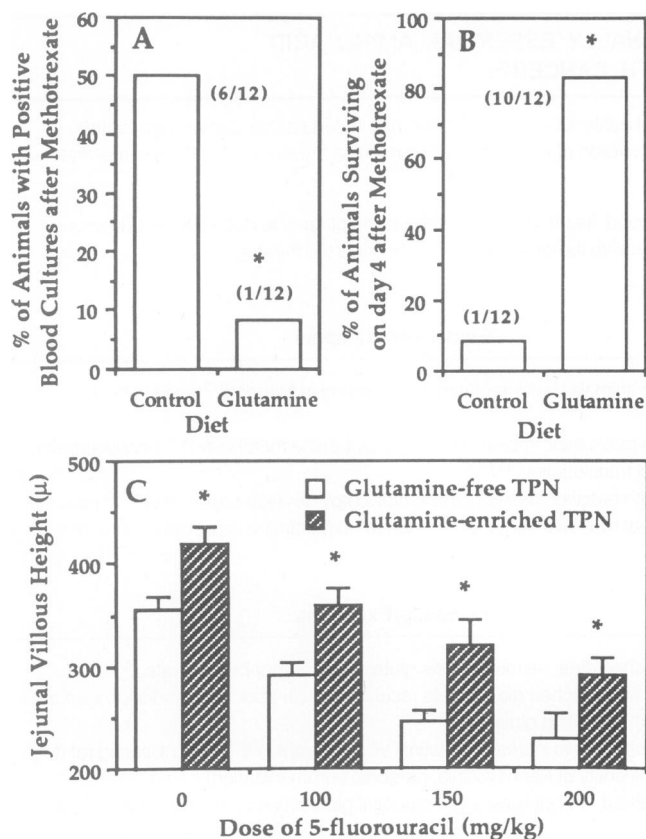 A
% of Animals with Positive
Blood Cultures after Methotrexate
60
50
40
30
20
10
0
(6/12)
*
(1/12)
Control Glutamine
Diet
B
% of Animals Surviving
on day 4 after Methotrexate
100
80
60
40
20
0
*
(10/12)
(1/12)
Control Glutamine
Diet
C
Jejunal Villous Height (μ)
500
400
300
200
Glutamine-free TPN
Glutamine-enriched TPN
*
*
*
*
0 100 150 200
Dose of 5-fluorouracil (mg/kg)